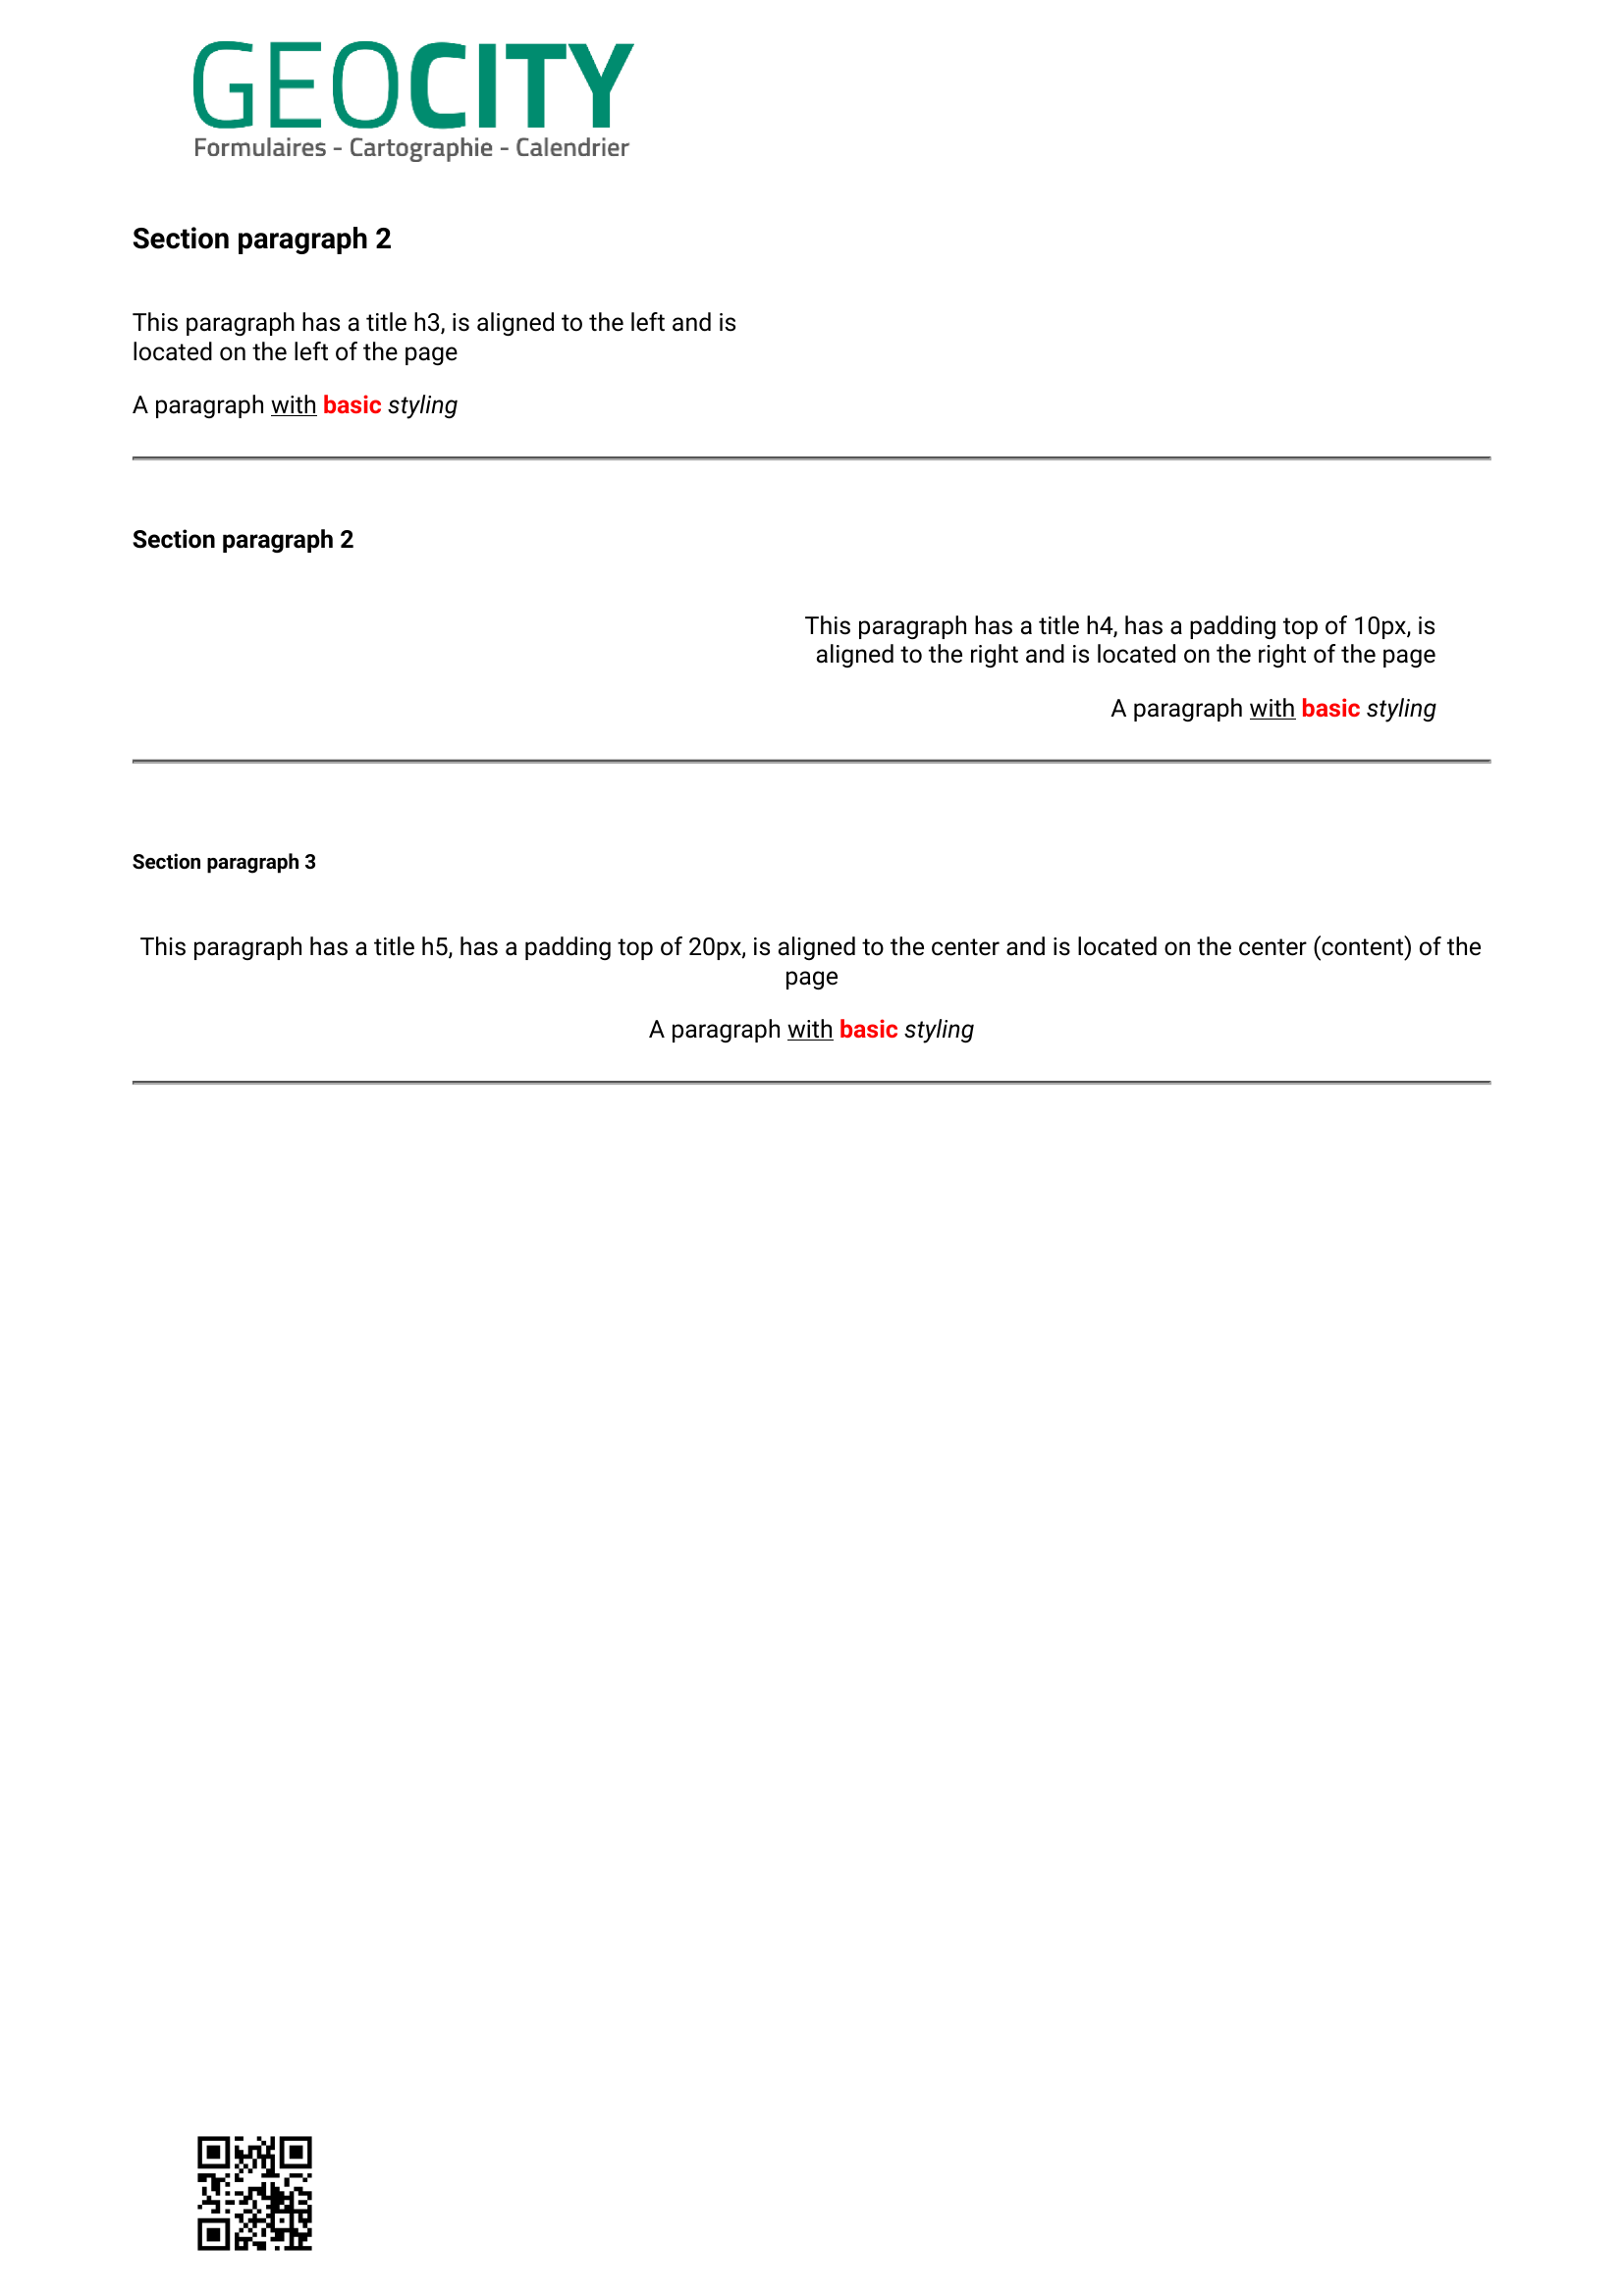 GEOCITY
Formulaires - Cartographie - Calendrier
Section paragraph 2
This paragraph has a title h3, is aligned to the left and is
located on the left of the page
A paragraph with basic styling
Section paragraph 2
This paragraph has a title h4, has a padding top of 10px, is
aligned to the right and is located on the right of the page
A paragraph with basic styling
Section paragraph 3
This paragraph has a title h5, has a padding top of 20px, is aligned to the center and is located on the center (content) of the
page
A paragraph with basic styling